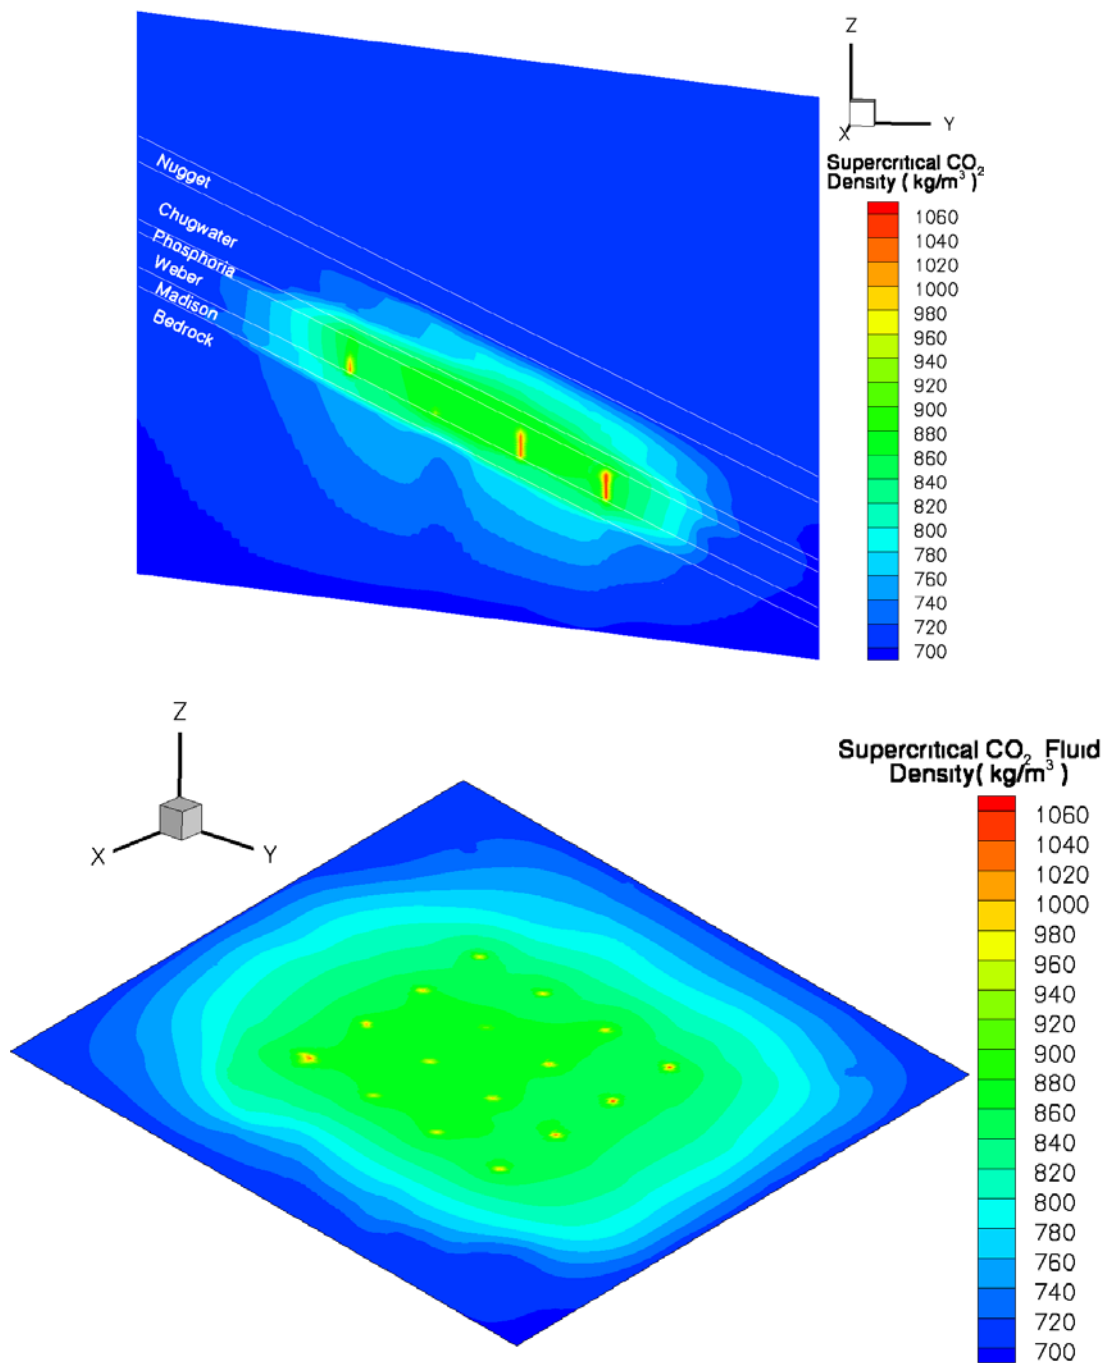 Z
X
Y
Supercritical CO₂
Density ( kg/m³ )²
1060
1040
1020
1000
980
960
940
920
900
880
860
840
820
800
780
760
740
720
700
Nugget
Chugwater
Phosphoria
Weber
Madison
Bedrock
Z
X
Y
Supercritical CO₂ Fluid
Density( kg/m³ )
1060
1040
1020
1000
980
960
940
920
900
880
860
840
820
800
780
760
740
720
700